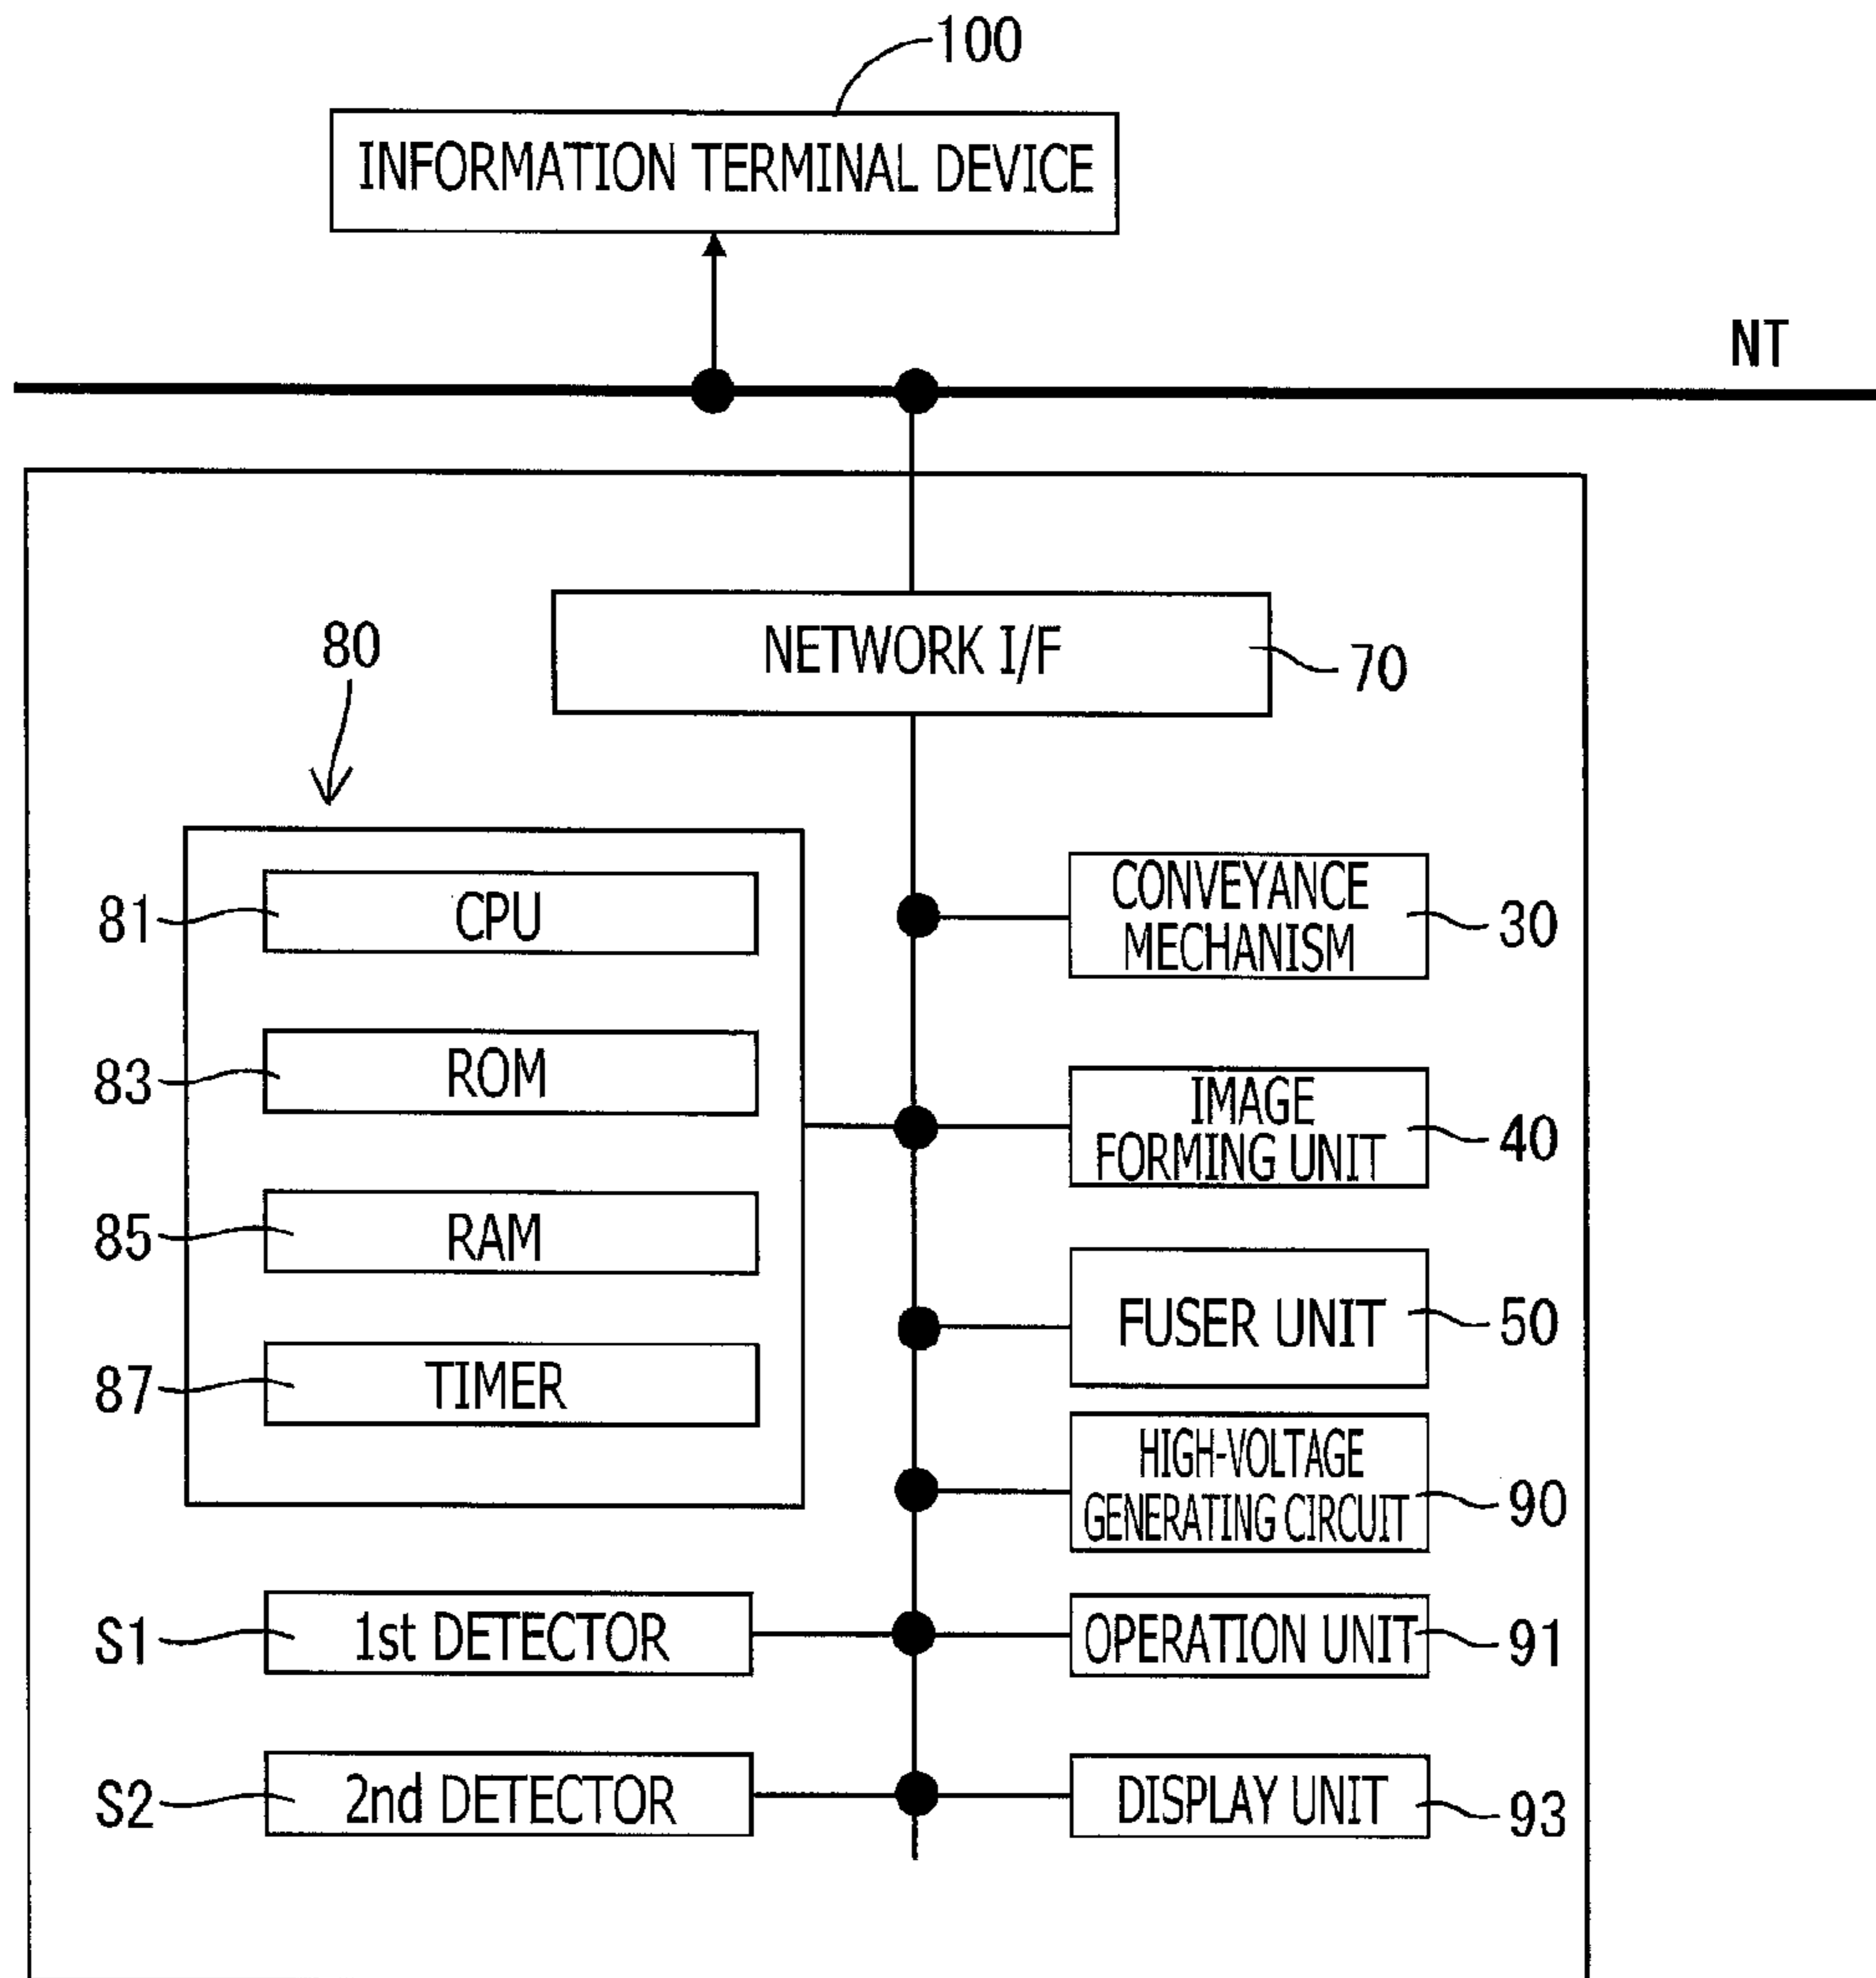 100
INFORMATION TERMINAL DEVICE
NT
NETWORK I/F
70
80
81
CPU
83
ROM
85
RAM
87
TIMER
CONVEYANCE
MECHANISM
30
IMAGE
FORMING UNIT
40
FUSER UNIT
50
HIGH-VOLTAGE
GENERATING CIRCUIT
90
S1
1st DETECTOR
OPERATION UNIT
91
S2
2nd DETECTOR
DISPLAY UNIT
93